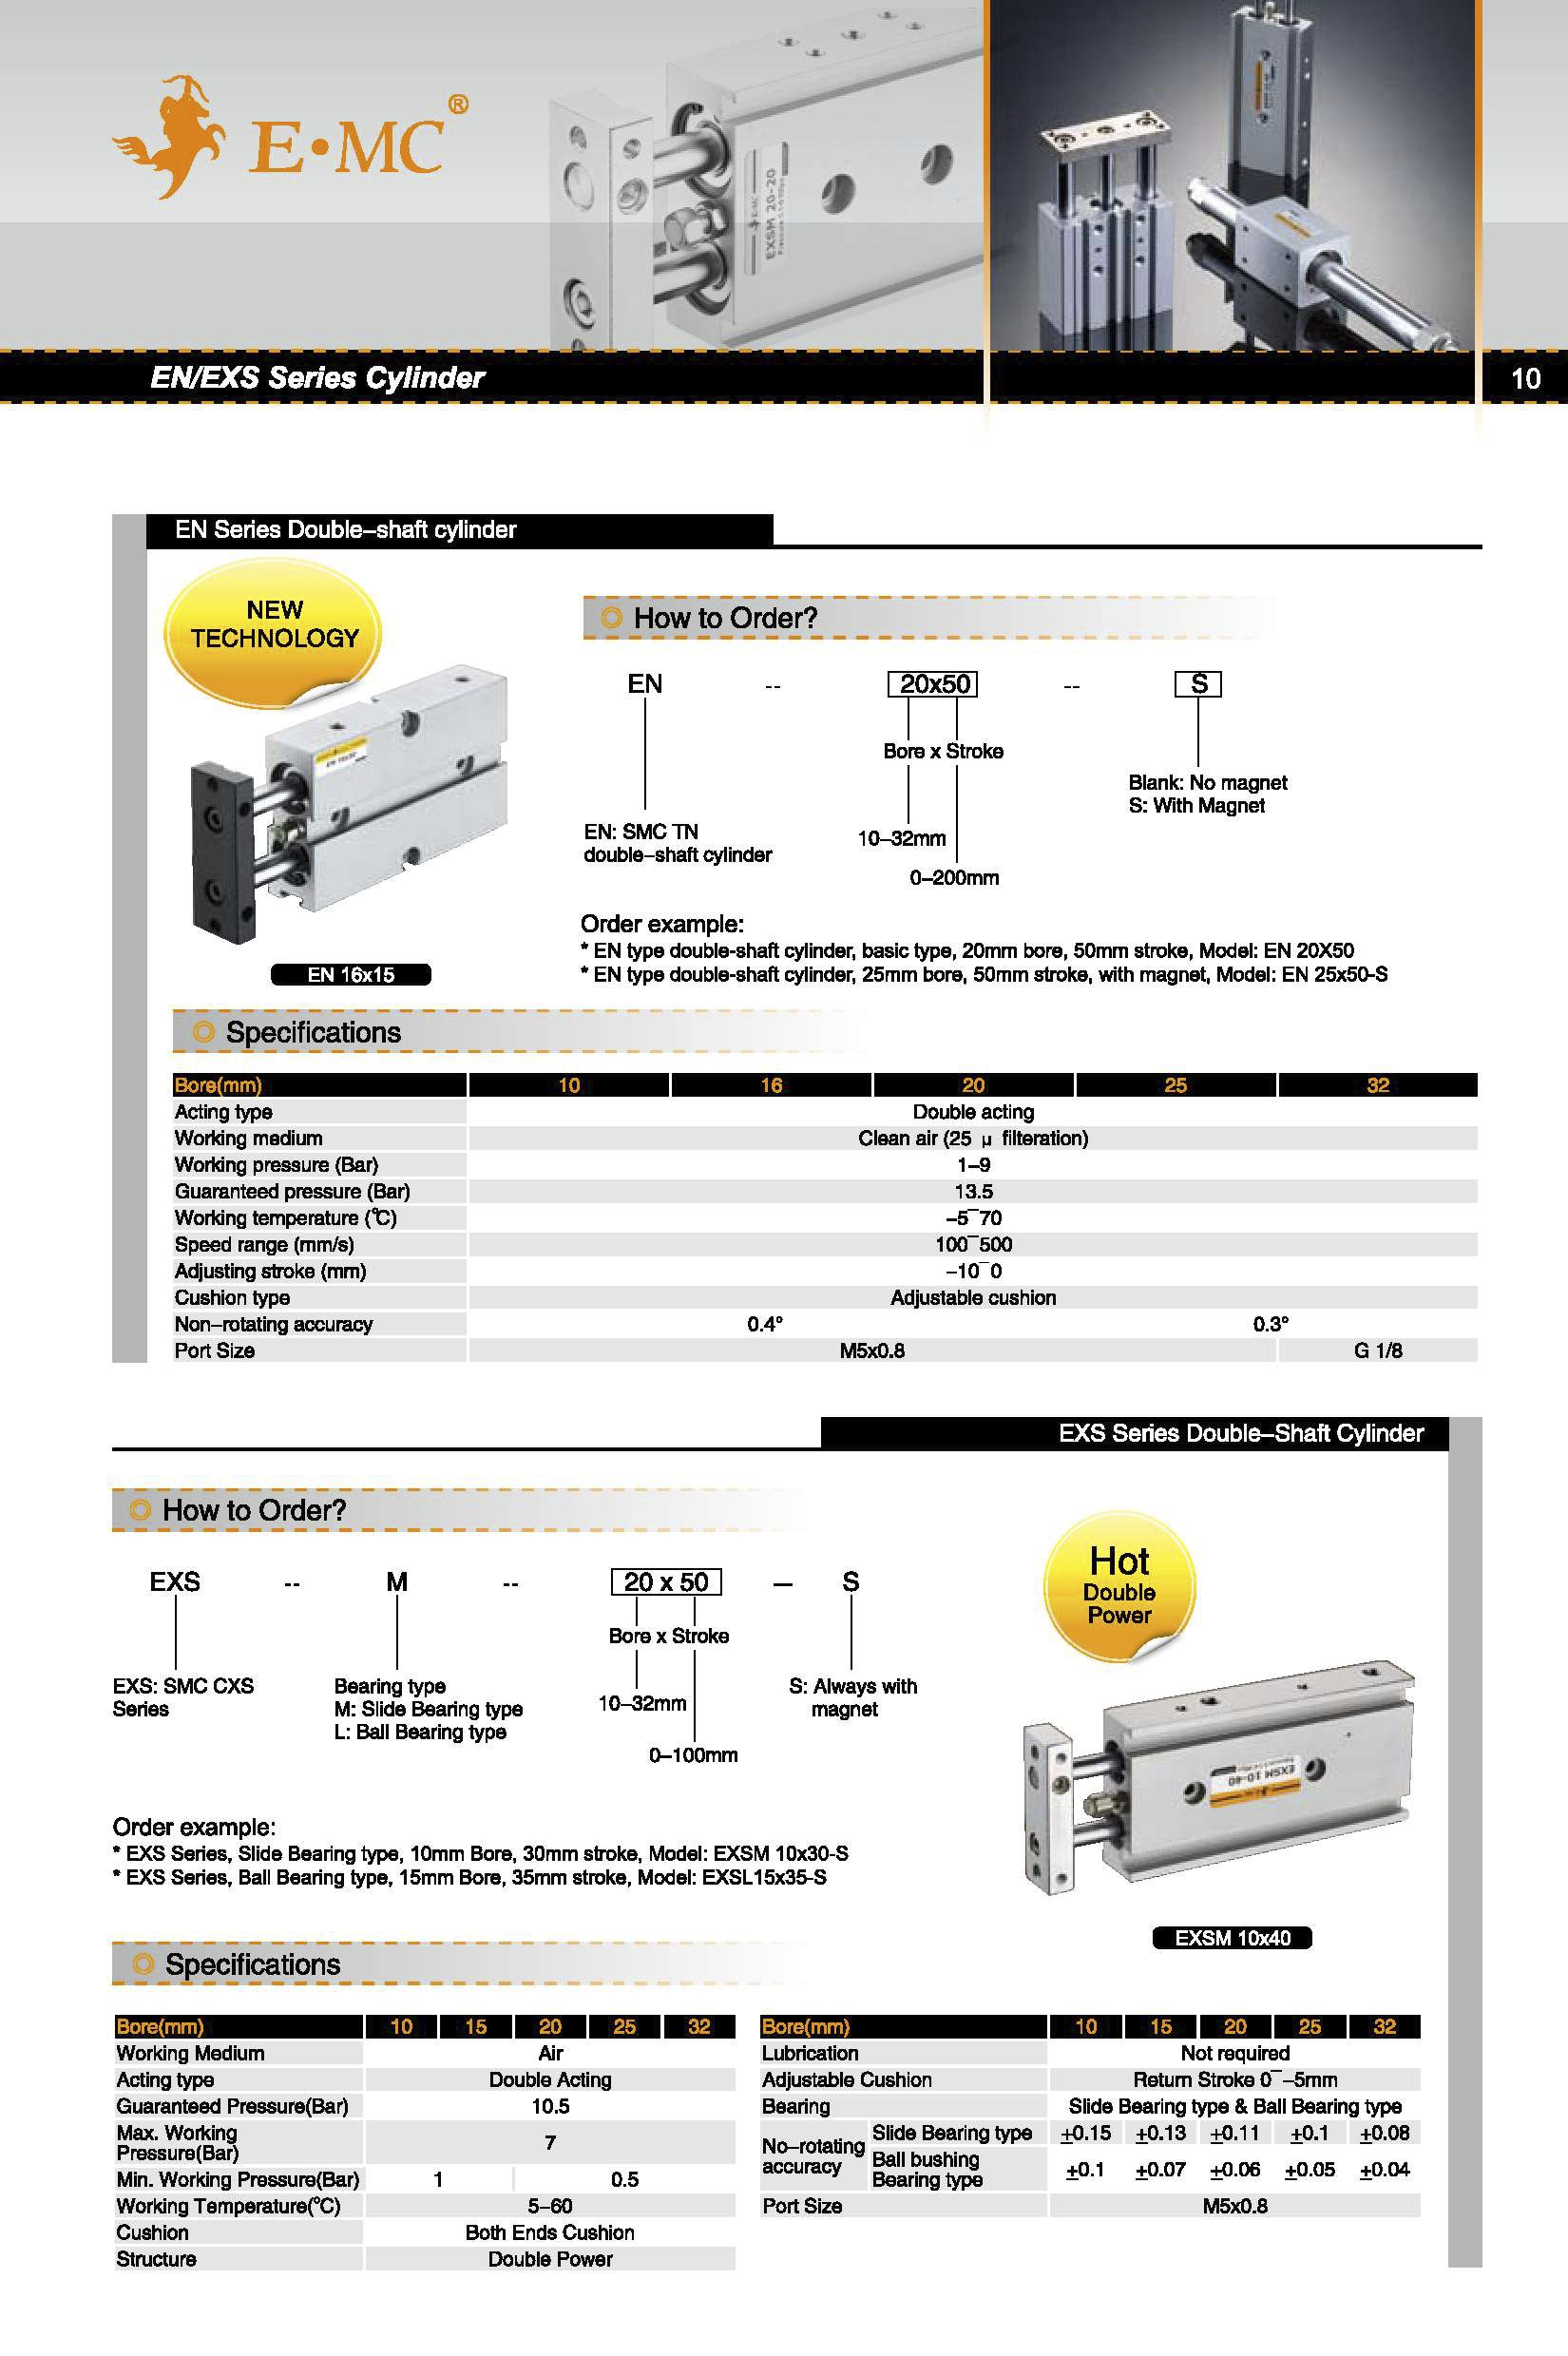 E•MC®
EXSM 20-20
EN/EXS Series Cylinder
10
EN Series Double–shaft cylinder
NEW
TECHNOLOGY
How to Order?
EN -- 20x50 -- S
Bore x Stroke
Blank: No magnet
S: With Magnet
EN: SMC TN
double–shaft cylinder
10–32mm
0–200mm
Order example:
* EN type double-shaft cylinder, basic type, 20mm bore, 50mm stroke, Model: EN 20X50
* EN type double-shaft cylinder, 25mm bore, 50mm stroke, with magnet, Model: EN 25x50-S
EN 16x15
Specifications
Bore(mm) 10 16 20 25 32
Acting type Double acting
Working medium Clean air (25 μ filteration)
Working pressure (Bar) 1–9
Guaranteed pressure (Bar) 13.5
Working temperature (℃) –5‾70
Speed range (mm/s) 100‾500
Adjusting stroke (mm) –10‾0
Cushion type Adjustable cushion
Non–rotating accuracy 0.4° 0.3°
Port Size M5x0.8 G 1/8
EXS Series Double–Shaft Cylinder
How to Order?
EXS -- M -- 20 x 50 — S
Bore x Stroke
EXS: SMC CXS
Series
Bearing type
M: Slide Bearing type
L: Ball Bearing type
10–32mm
0–100mm
S: Always with
magnet
Hot
Double
Power
EXSM 10-40
Order example:
* EXS Series, Slide Bearing type, 10mm Bore, 30mm stroke, Model: EXSM 10x30-S
* EXS Series, Ball Bearing type, 15mm Bore, 35mm stroke, Model: EXSL15x35-S
EXSM 10x40
Specifications
Bore(mm) 10 15 20 25 32
Working Medium Air
Acting type Double Acting
Guaranteed Pressure(Bar) 10.5
Max. Working
Pressure(Bar) 7
Min. Working Pressure(Bar) 1 0.5
Working Temperature(℃) 5–60
Cushion Both Ends Cushion
Structure Double Power
Bore(mm) 10 15 20 25 32
Lubrication Not required
Adjustable Cushion Return Stroke 0‾–5mm
Bearing Slide Bearing type & Ball Bearing type
No–rotating
accuracy
Slide Bearing type ±0.15 ±0.13 ±0.11 ±0.1 ±0.08
Ball bushing
Bearing type ±0.1 ±0.07 ±0.06 ±0.05 ±0.04
Port Size M5x0.8